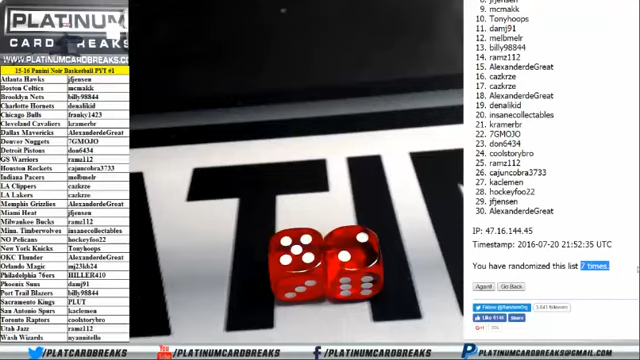 PLATINUM
CARD BREAKS
WWW.PLATINUMCARDBREAKS.COM
15-16 Panini Noir Basketball PYT #1
Atlanta Hawks jfjensen
Boston Celtics mcmakk
Brooklyn Nets billy98844
Charlotte Hornets denalikid
Chicago Bulls franky1423
Cleveland Cavaliers kramerbr
Dallas Mavericks AlexanderdeGreat
Denver Nuggets 7GMOJO
Detroit Pistons don6434
GS Warriors ramz112
Houston Rockets cajuncobra3733
Indiana Pacers melbmelr
LA Clippers cazkrze
LA Lakers cazkrze
Memphis Grizzlies AlexanderdeGreat
Miami Heat jfjensen
Milwaukee Bucks ramz112
Minn. Timberwolves insanecollectables
NO Pelicans hockeyfoo22
New York Knicks Tonyhoops
OKC Thunder AlexanderdeGreat
Orlando Magic mj23kh24
Philadelphia 76ers HILLER410
Phoenix Suns damj91
Port Trail Blazers billy98844
Sacramento Kings PLUT
San Antonio Spurs kaclemen
Toronto Raptors coolstorybro
Utah Jazz ramz112
Wash Wizards nyannitello
9. mcmakk
10. Tonyhoops
11. damj91
12. melbmelr
13. billy98844
14. ramz112
15. AlexanderdeGreat
16. cazkrze
17. cazkrze
18. AlexanderdeGreat
19. denalikid
20. insanecollectables
21. kramerbr
22. 7GMOJO
23. don6434
24. coolstorybro
25. ramz112
26. cajuncobra3733
27. kaclemen
28. hockeyfoo22
29. jfjensen
30. AlexanderdeGreat
IP: 47.16.144.45
Timestamp: 2016-07-20 21:52:35 UTC
You have randomized this list 7 times.
Again! Go Back
Share
/PLATCARDBREAKS
/PLATINUMCARDBREAKS
/PLATCARDBREAKS
PLATINUMCARDBREAKS@GMAIL.COM